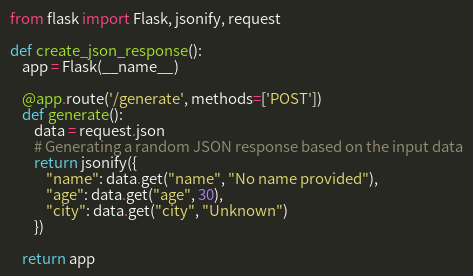 from flask import Flask, jsonify, request

def create_json_response():
    app = Flask(__name__)

    @app.route('/generate', methods=['POST'])
    def generate():
        data = request.json
        # Generating a random JSON response based on the input data
        return jsonify({
            "name": data.get("name", "No name provided"),
            "age": data.get("age", 30),
            "city": data.get("city", "Unknown")
        })

    return app